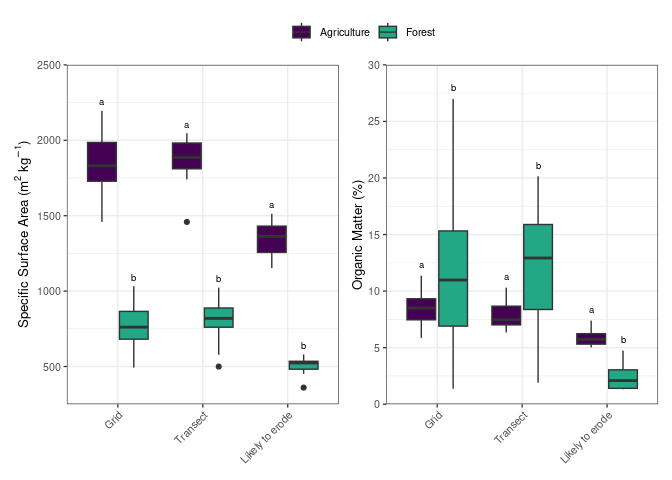 Agriculture Forest
Specific Surface Area (m² kg⁻¹)
2500
2000
1500
1000
500
a
b
a
b
a
b
Grid
Transect
Likely to erode
Organic Matter (%)
30
25
20
15
10
5
0
a
b
a
b
a
b
Grid
Transect
Likely to erode